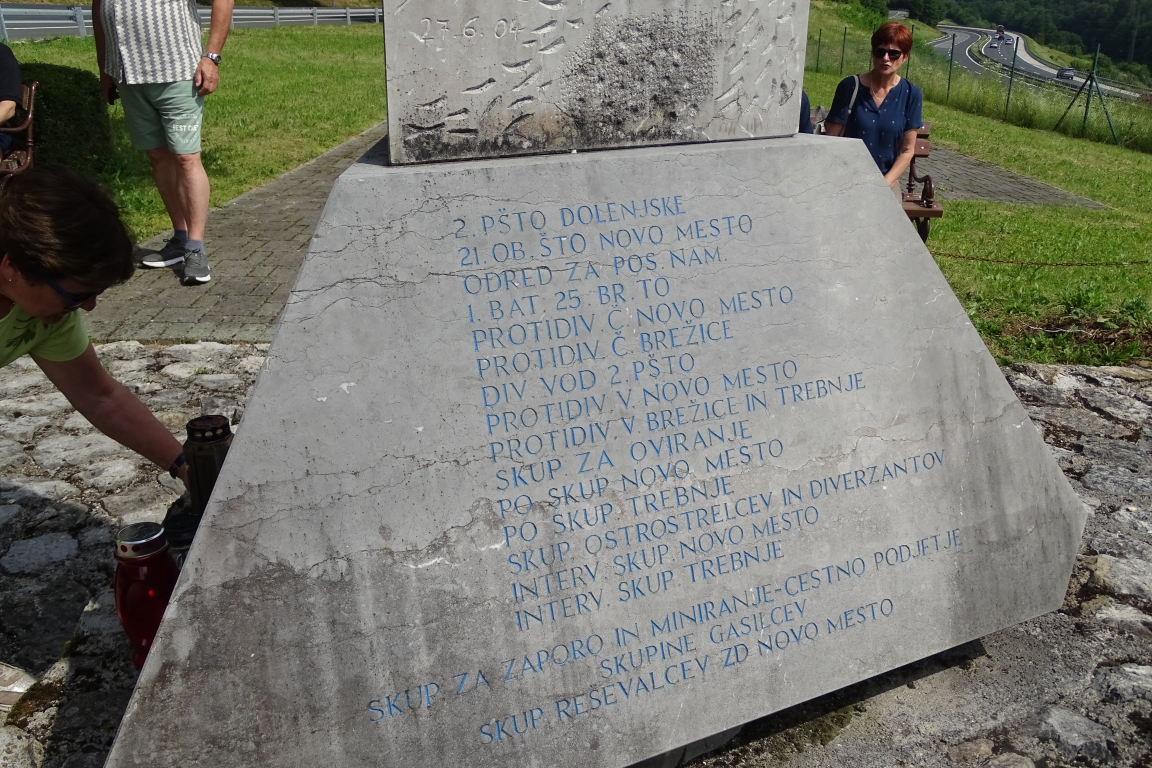 27.6.04
2. PŠTO DOLENJSKE
21. OB. ŠTO NOVO MESTO
ODRED ZA POS. NAM.
1. BAT. 25. BR. TO
PROTIDIV Č NOVO MESTO
PROTIDIV. Č. BREŽICE
DIV VOD 2. PŠTO
PROTIDIV V NOVO MESTO
PROTIDIV V BREŽICE IN TREBNJE
SKUP ZA OVIRANJE
PO SKUP NOVO MESTO
PO SKUP TREBNJE
SKUP. OSTROSTRELCEV IN DIVERZANTOV
INTERV SKUP NOVO MESTO
INTERV. SKUP TREBNJE
SKUP ZA ZAPORO IN MINIRANJE-CESTNO PODJETJE
SKUPINE GASILCEV
SKUP REŠEVALCEV ZD NOVO MESTO